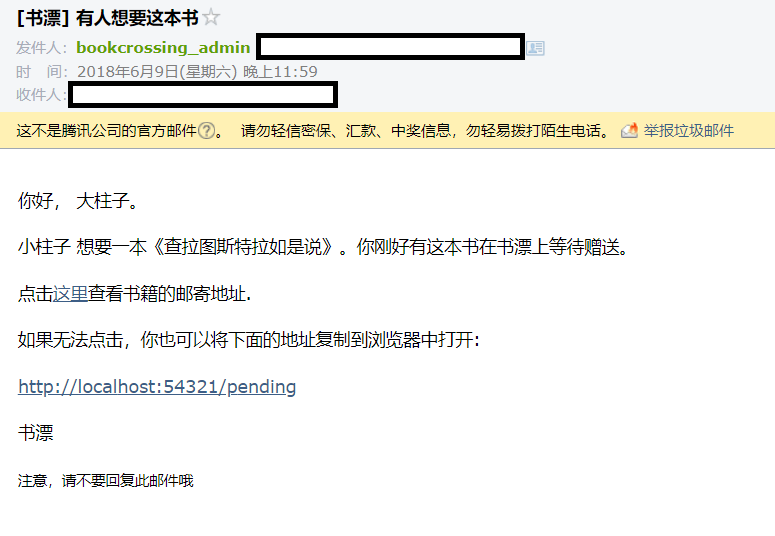 [书漂] 有人想要这本书
发件人：bookcrossing_admin
时　间：2018年6月9日(星期六) 晚上11:59
收件人：
这不是腾讯公司的官方邮件?。 请勿轻信密保、汇款、中奖信息，勿轻易拨打陌生电话。 举报垃圾邮件
你好， 大柱子。
小柱子 想要一本《查拉图斯特拉如是说》。你刚好有这本书在书漂上等待赠送。
点击这里查看书籍的邮寄地址.
如果无法点击，你也可以将下面的地址复制到浏览器中打开：
http://localhost:54321/pending
书漂
注意，请不要回复此邮件哦